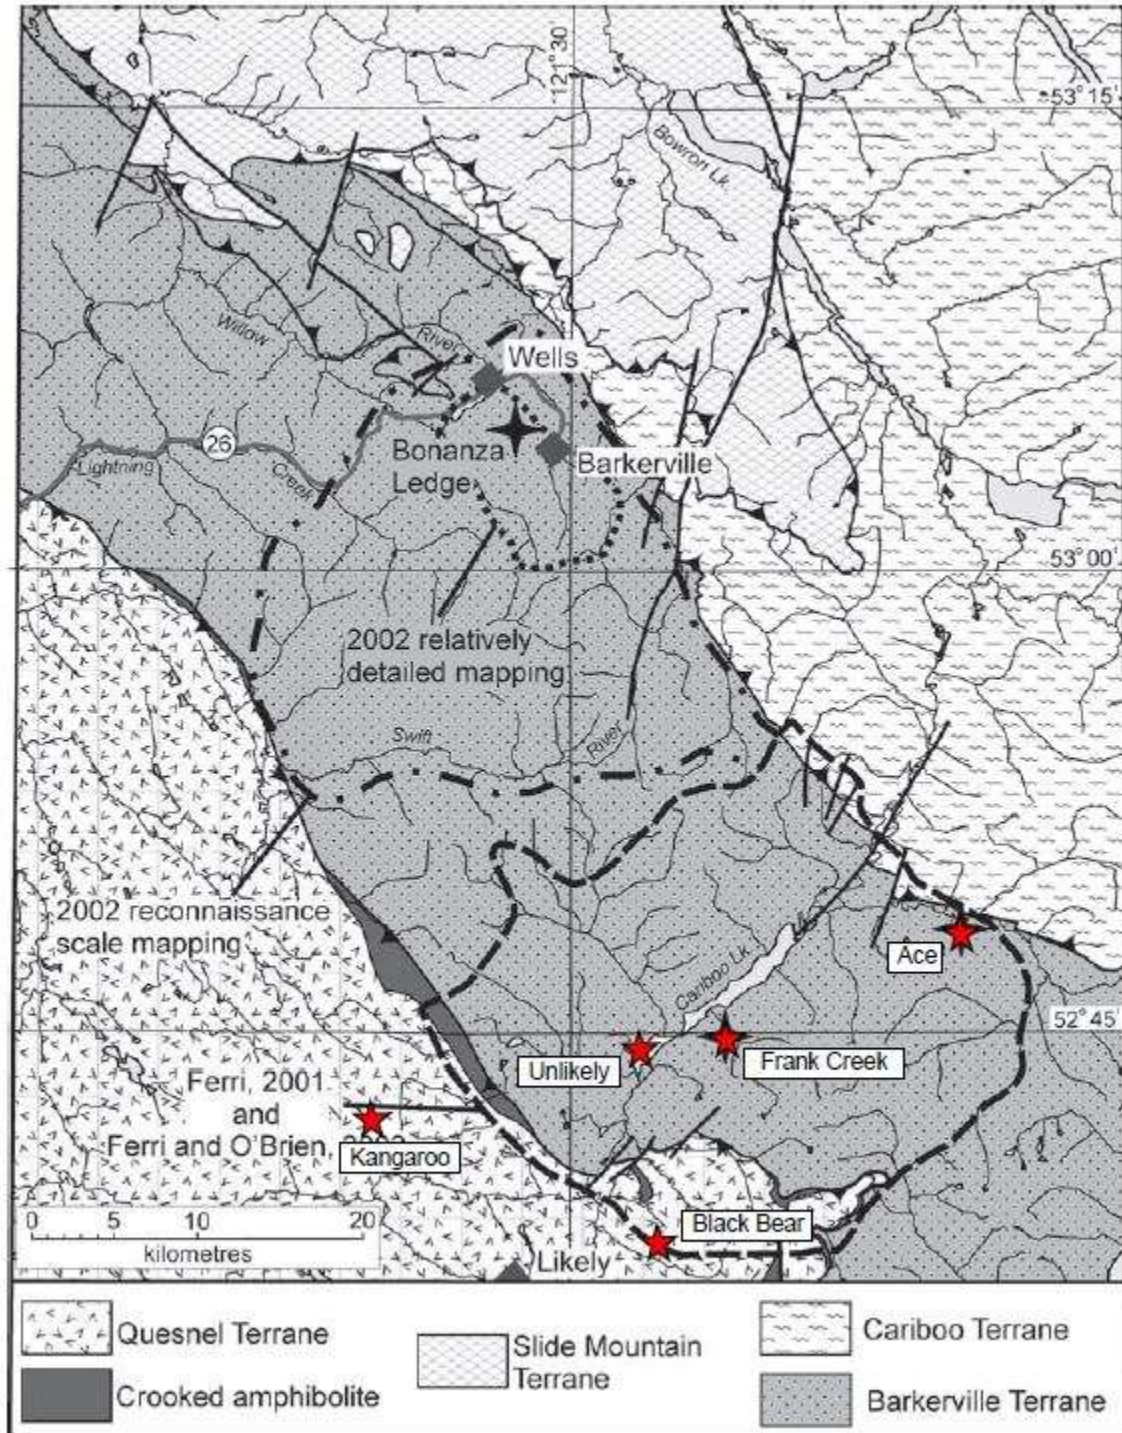 121° 30'
53° 15'
Bowron Lk.
Willow
River
Wells
26
Lightning
Creek
Bonanza
Ledge
Barkerville
53° 00'
2002 relatively
detailed mapping
Swift
River
2002 reconnaissance
scale mapping
Ace
Cariboo Lk.
52° 45'
Unlikely
Frank Creek
Ferri, 2001
and
Ferri and O'Brien,
Kangaroo
Black Bear
0 5 10 20
kilometres
Likely
Quesnel Terrane
Crooked amphibolite
Slide Mountain
Terrane
Cariboo Terrane
Barkerville Terrane